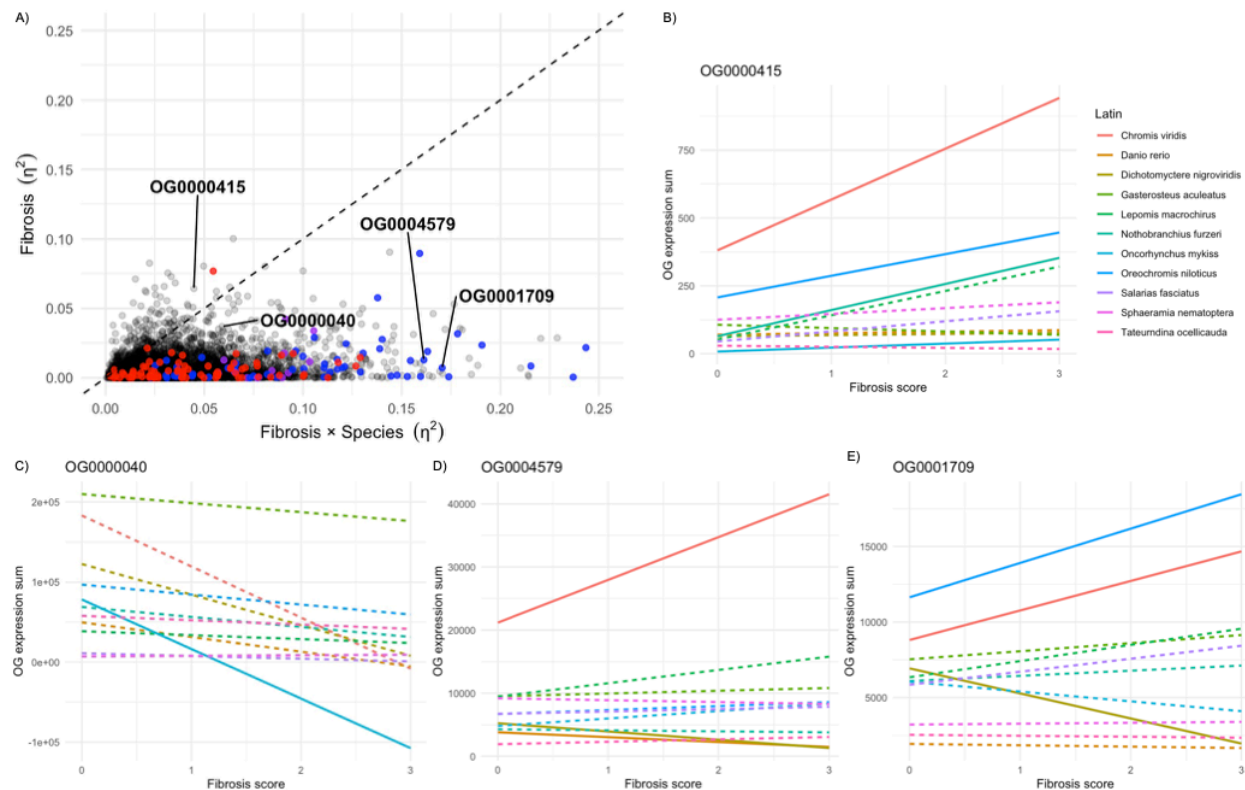 A)
0.25
0.20
0.15
0.10
0.05
0.00
Fibrosis (η²)
OG0000415
OG0004579
OG0001709
OG0000040
0.00 0.05 0.10 0.15 0.20 0.25
Fibrosis × Species (η²)
B)
OG0000415
750
500
250
0
OG expression sum
0 1 2 3
Fibrosis score
Latin
Chromis viridis
Danio rerio
Dichotomyctere nigroviridis
Gasterosteus aculeatus
Lepomis macrochirus
Nothobranchius furzeri
Oncorhynchus mykiss
Oreochromis niloticus
Salarias fasciatus
Sphaeramia nematoptera
Tateurndina ocellicauda
C)
OG0000040
2e+05
1e+05
0e+00
-1e+05
OG expression sum
0 1 2 3
Fibrosis score
D)
OG0004579
40000
30000
20000
10000
0
OG expression sum
0 1 2 3
Fibrosis score
E)
OG0001709
15000
10000
5000
OG expression sum
0 1 2 3
Fibrosis score